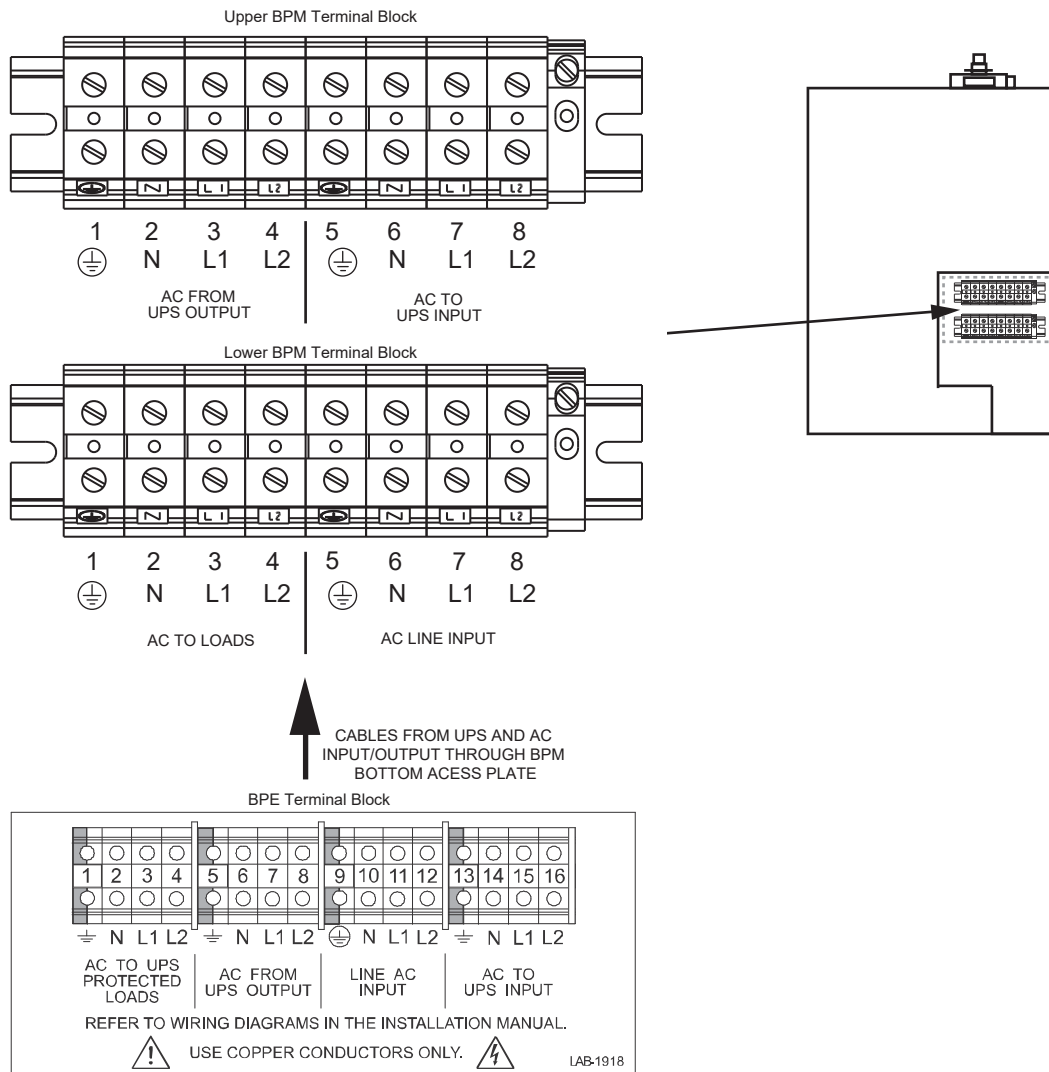 Upper BPM Terminal Block
N L1 L2 N L1 L2
1 2 3 4 5 6 7 8
N L1 L2 N L1 L2
AC FROM
UPS OUTPUT
AC TO
UPS INPUT
Lower BPM Terminal Block
N L1 L2 N L1 L2
1 2 3 4 5 6 7 8
N L1 L2 N L1 L2
AC TO LOADS
AC LINE INPUT
CABLES FROM UPS AND AC
INPUT/OUTPUT THROUGH BPM
BOTTOM ACESS PLATE
BPE Terminal Block
1 2 3 4 5 6 7 8 9 10 11 12 13 14 15 16
N L1 L2 N L1 L2 N L1 L2 N L1 L2
AC TO UPS
PROTECTED
LOADS
AC FROM
UPS OUTPUT
LINE AC
INPUT
AC TO
UPS INPUT
REFER TO WIRING DIAGRAMS IN THE INSTALLATION MANUAL.
USE COPPER CONDUCTORS ONLY.
LAB-1918